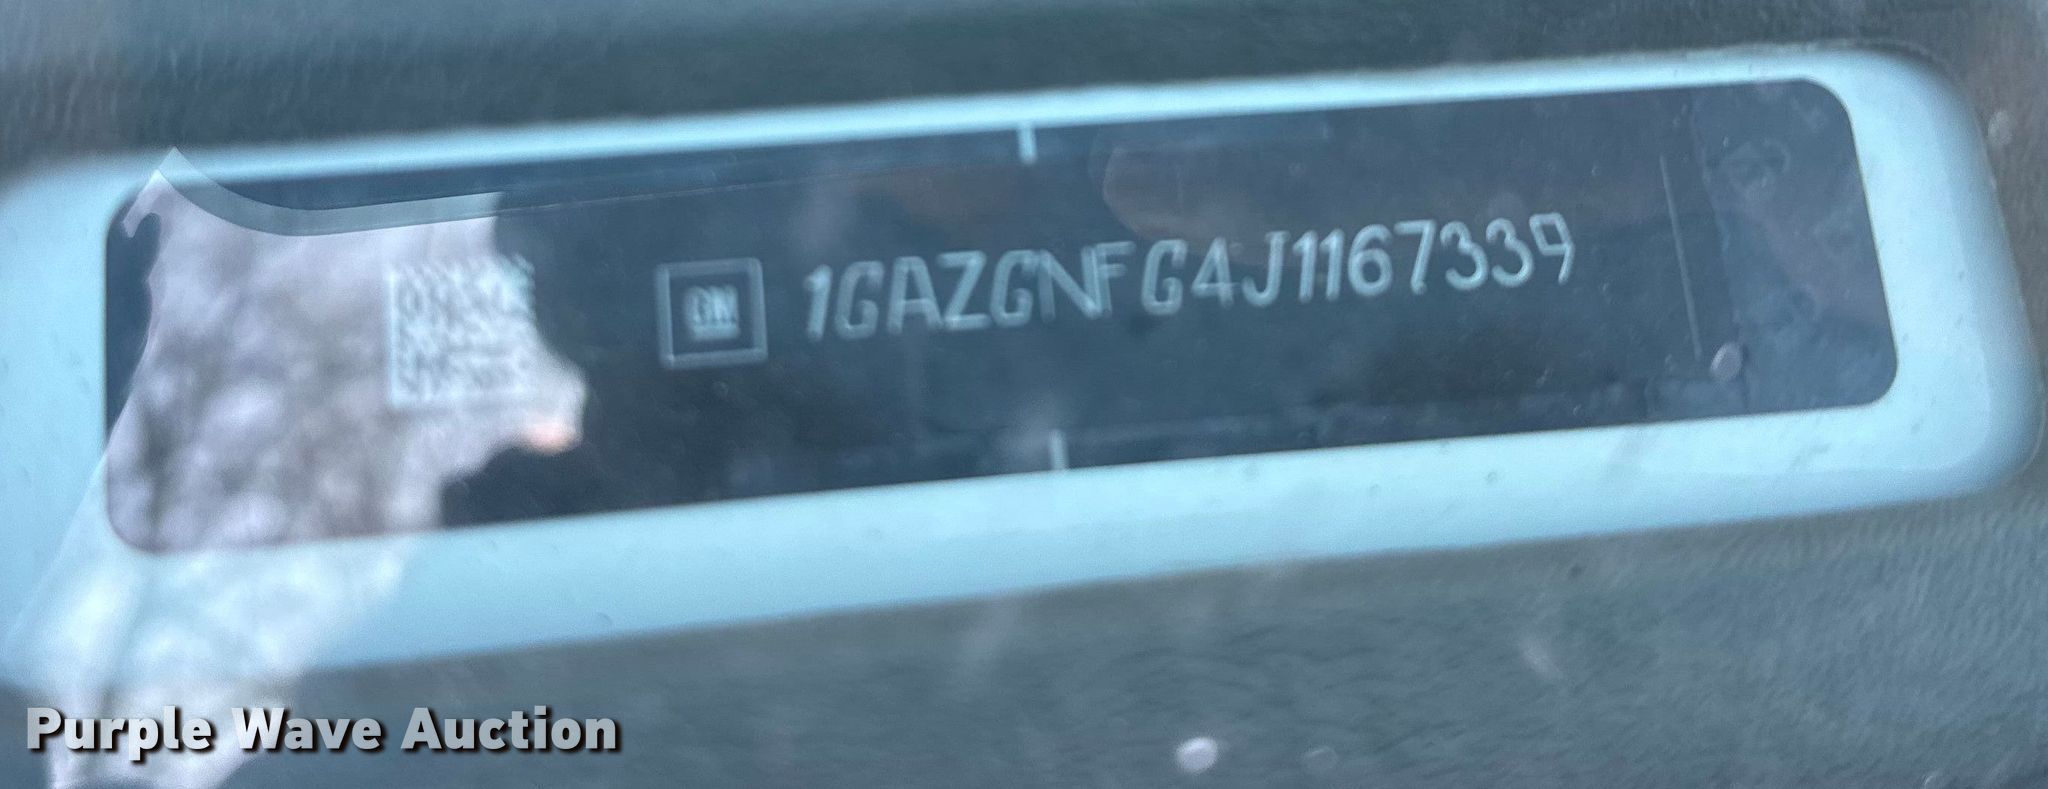 GM 1GAZGNFG4J1167339
Purple Wave Auction